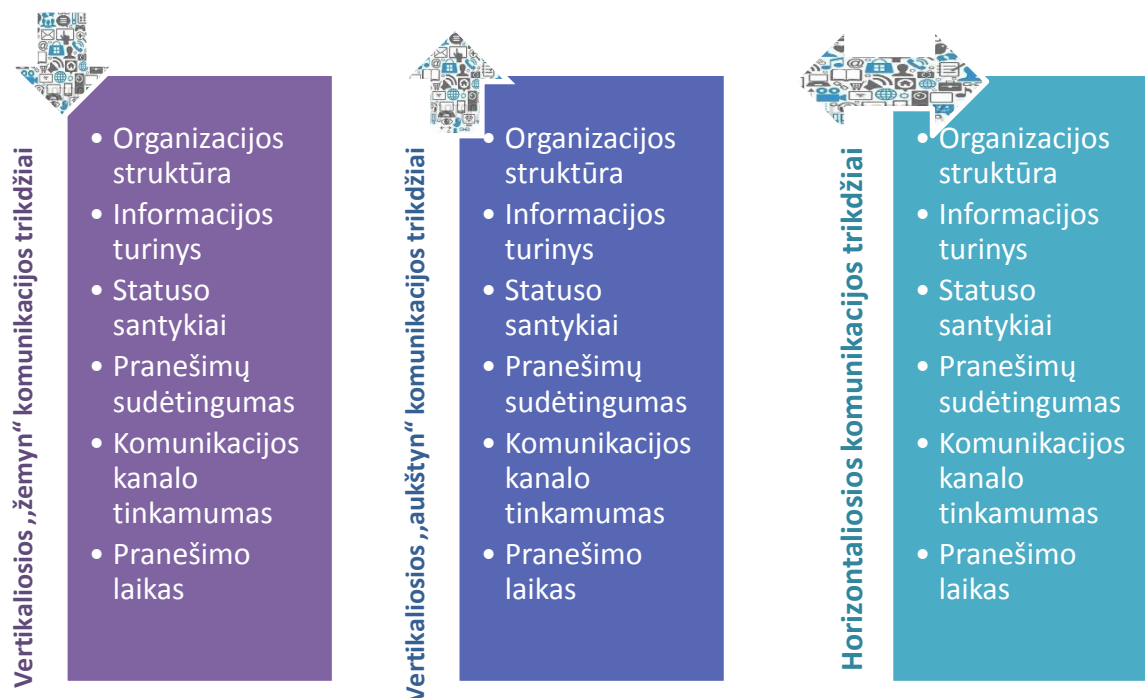 Vertikaliosios ,,žemyn“ komunikacijos trikdžiai
• Organizacijos
struktūra
• Informacijos
turinys
• Statuso
santykiai
• Pranešimų
sudėtingumas
• Komunikacijos
kanalo
tinkamumas
• Pranešimo
laikas
Vertikaliosios ,,aukštyn“ komunikacijos trikdžiai
• Organizacijos
struktūra
• Informacijos
turinys
• Statuso
santykiai
• Pranešimų
sudėtingumas
• Komunikacijos
kanalo
tinkamumas
• Pranešimo
laikas
Horizontaliosios komunikacijos trikdžiai
• Organizacijos
struktūra
• Informacijos
turinys
• Statuso
santykiai
• Pranešimų
sudėtingumas
• Komunikacijos
kanalo
tinkamumas
• Pranešimo
laikas